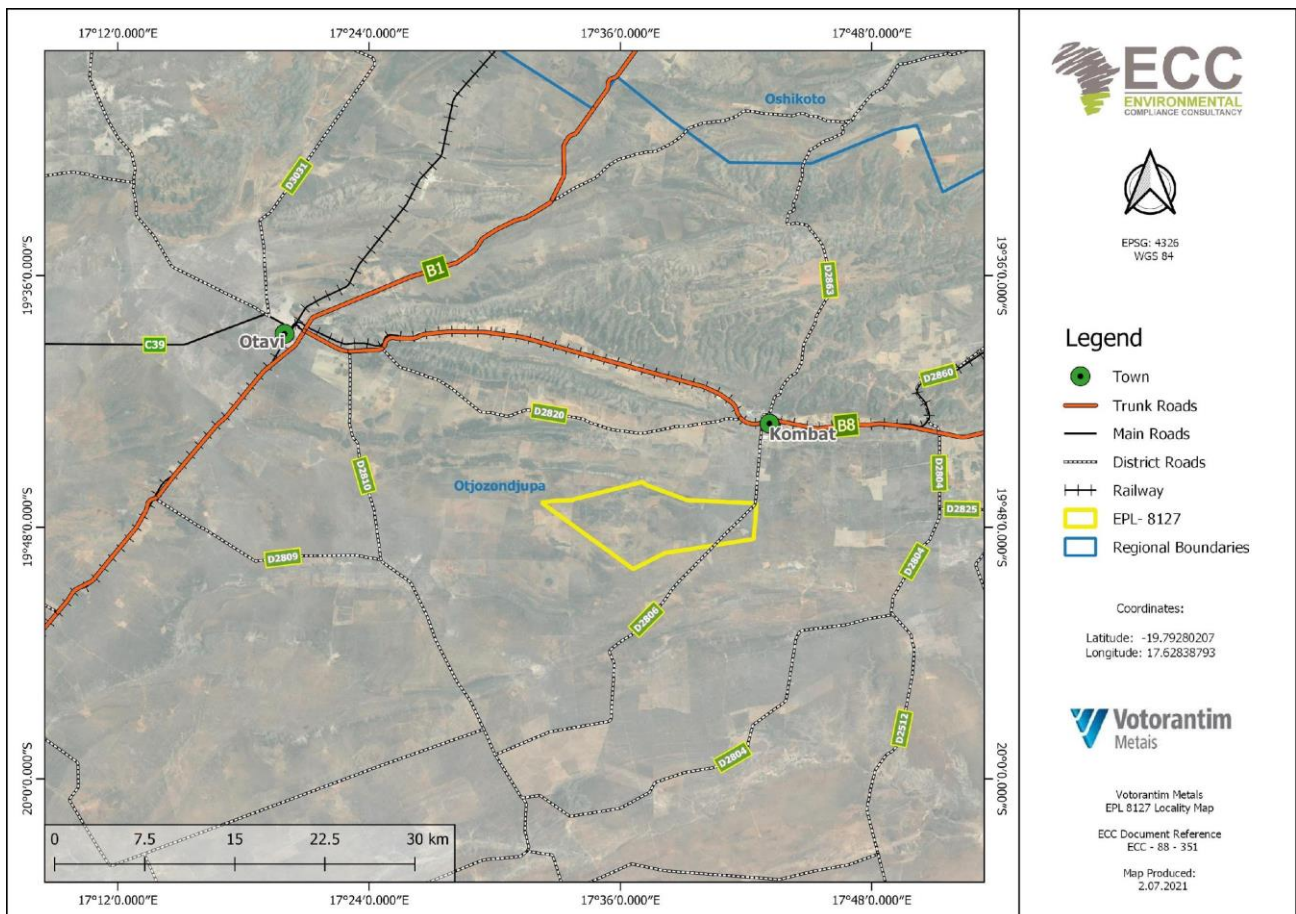 17°12'0.000"E
17°24'0.000"E
17°36'0.000"E
17°48'0.000"E
19°36'0.000"S
19°48'0.000"S
20°0'0.000"S
19°36'0.000"S
19°48'0.000"S
20°0'0.000"S
Oshikoto
D3031
B1
D2863
Otavi
C39
D2860
D2820
Kombat
B8
D2810
Otjozondjupa
D2804
D2825
D2809
D2804
D2806
D2512
D2804
0 7.5 15 22.5 30 km
17°12'0.000"E
17°24'0.000"E
17°36'0.000"E
17°48'0.000"E
ECC
ENVIRONMENTAL
COMPLIANCE CONSULTANCY
EPSG: 4326
WGS 84
Legend
Town
Trunk Roads
Main Roads
District Roads
Railway
EPL- 8127
Regional Boundaries
Coordinates:
Latitude: -19.79280207
Longitude: 17.62838793
Votorantim
Metais
Votorantim Metals
EPL 8127 Locality Map
ECC Document Reference
ECC - 88 - 351
Map Produced:
2.07.2021